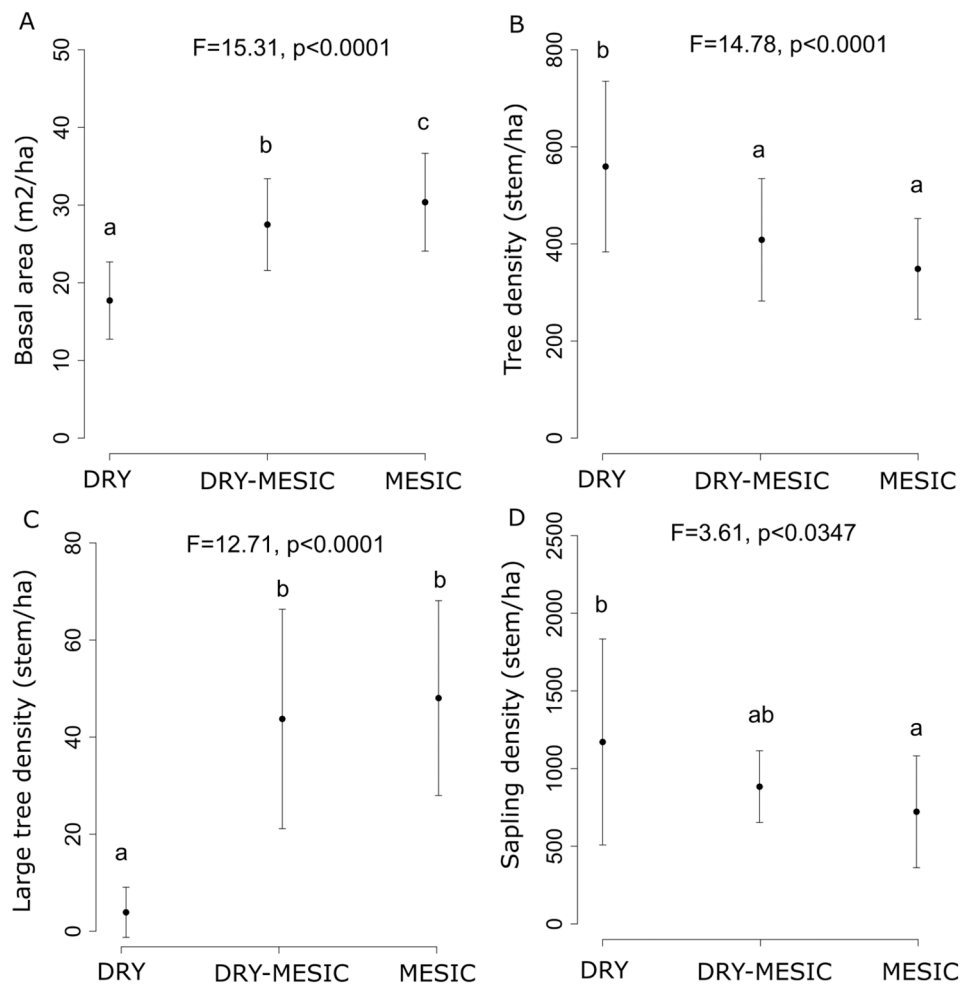 A
F=15.31, p<0.0001
Basal area (m2/ha)
50
40
30
20
10
0
a
b
c
DRY
DRY-MESIC
MESIC
B
F=14.78, p<0.0001
Tree density (stem/ha)
800
600
400
200
0
b
a
a
DRY
DRY-MESIC
MESIC
C
F=12.71, p<0.0001
Large tree density (stem/ha)
80
60
40
20
0
a
b
b
DRY
DRY-MESIC
MESIC
D
F=3.61, p<0.0347
Sapling density (stem/ha)
2500
2000
1500
1000
500
0
b
ab
a
DRY
DRY-MESIC
MESIC